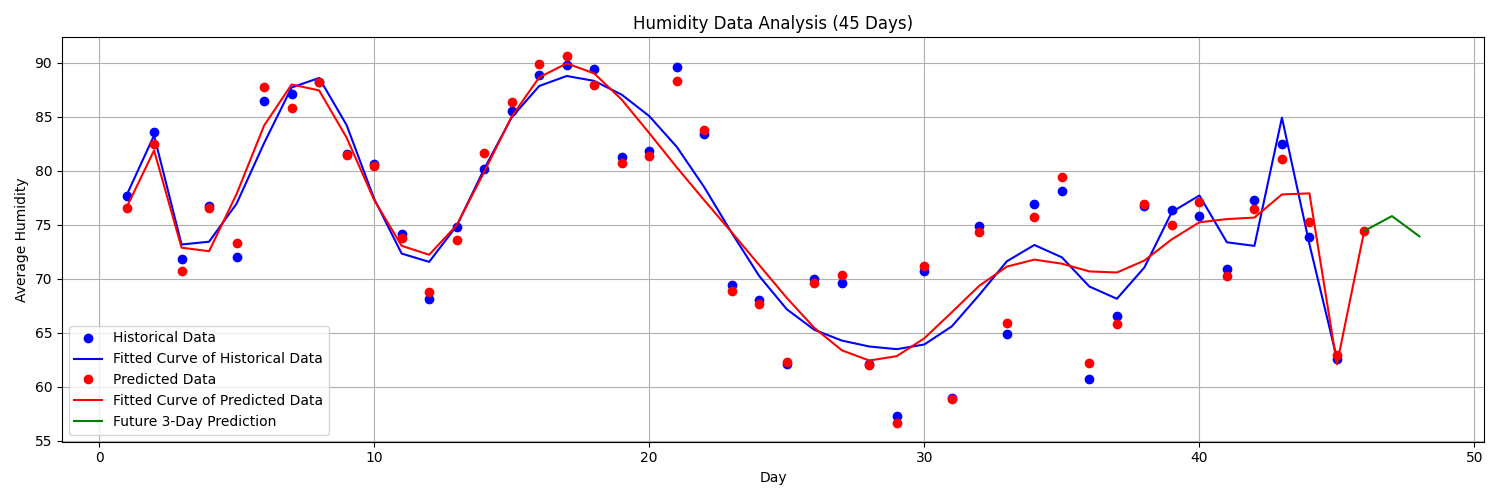 Humidity Data Analysis (45 Days)
Average Humidity
90
85
80
75
70
65
60
55
Historical Data
Fitted Curve of Historical Data
Predicted Data
Fitted Curve of Predicted Data
Future 3-Day Prediction
0 10 20 30 40 50
Day